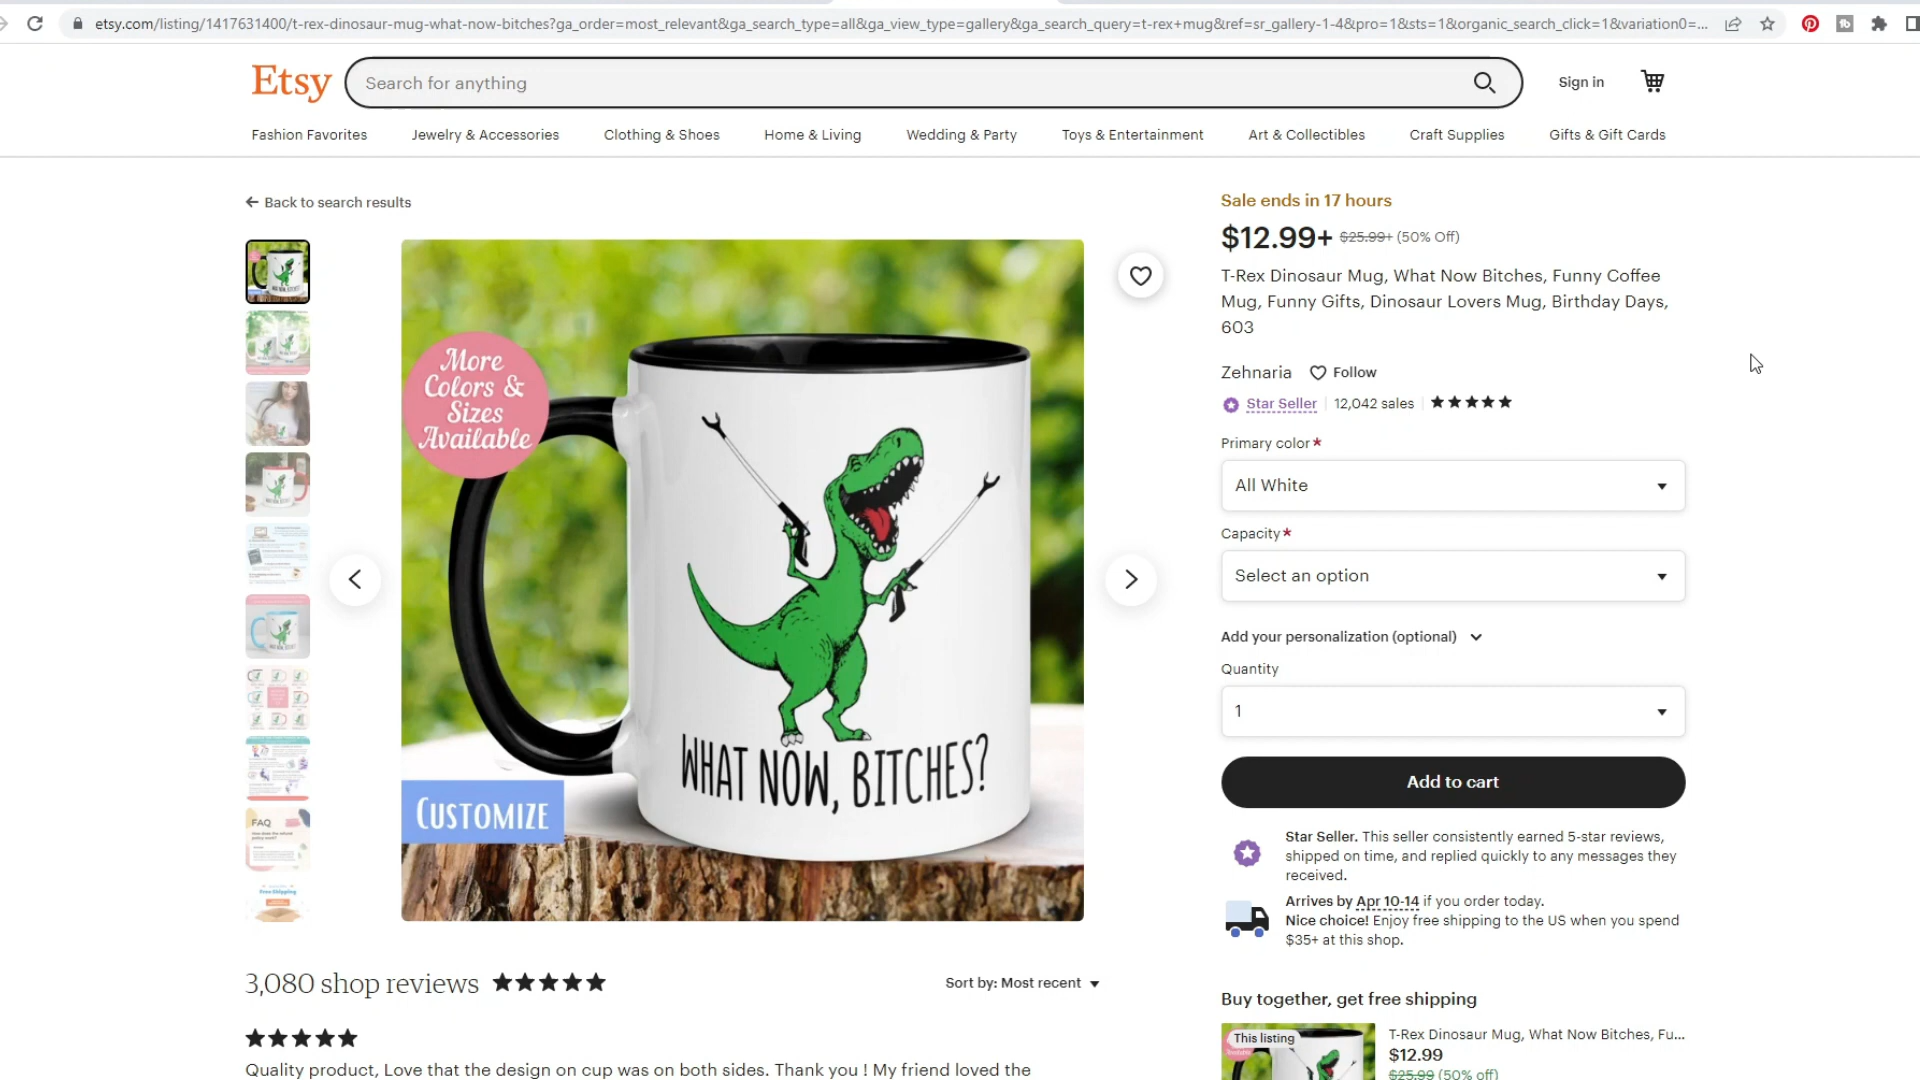 etsy.com/listing/1417631400/t-rex-dinosaur-mug-what-now-bitches?ga_order=most_relevant&ga_search_type=all&ga_view_type=gallery&ga_search_query=t-rex+mug&ref=sr_gallery-1-4&pro=1&sts=1&organic_search_click=1&variation0=...
Etsy
Search for anything
Sign in
Fashion Favorites Jewelry & Accessories Clothing & Shoes Home & Living Wedding & Party Toys & Entertainment Art & Collectibles Craft Supplies Gifts & Gift Cards
Back to search results
More
Colors &
Sizes
Available
WHAT NOW, BITCHES?
CUSTOMIZE
FAQ
Free Shipping
Sale ends in 17 hours
$12.99+ $25.99+ (50% Off)
T-Rex Dinosaur Mug, What Now Bitches, Funny Coffee
Mug, Funny Gifts, Dinosaur Lovers Mug, Birthday Days,
603
Zehnaria Follow
Star Seller 12,042 sales
Primary color*
All White
Capacity*
Select an option
Add your personalization (optional)
Quantity
1
Add to cart
Star Seller. This seller consistently earned 5-star reviews,
shipped on time, and replied quickly to any messages they
received.
Arrives by Apr 10-14 if you order today.
Nice choice! Enjoy free shipping to the US when you spend
$35+ at this shop.
3,080 shop reviews
Sort by: Most recent
Quality product, Love that the design on cup was on both sides. Thank you ! My friend loved the
Buy together, get free shipping
This listing
T-Rex Dinosaur Mug, What Now Bitches, Fu...
$12.99
$25.99 (50% off)